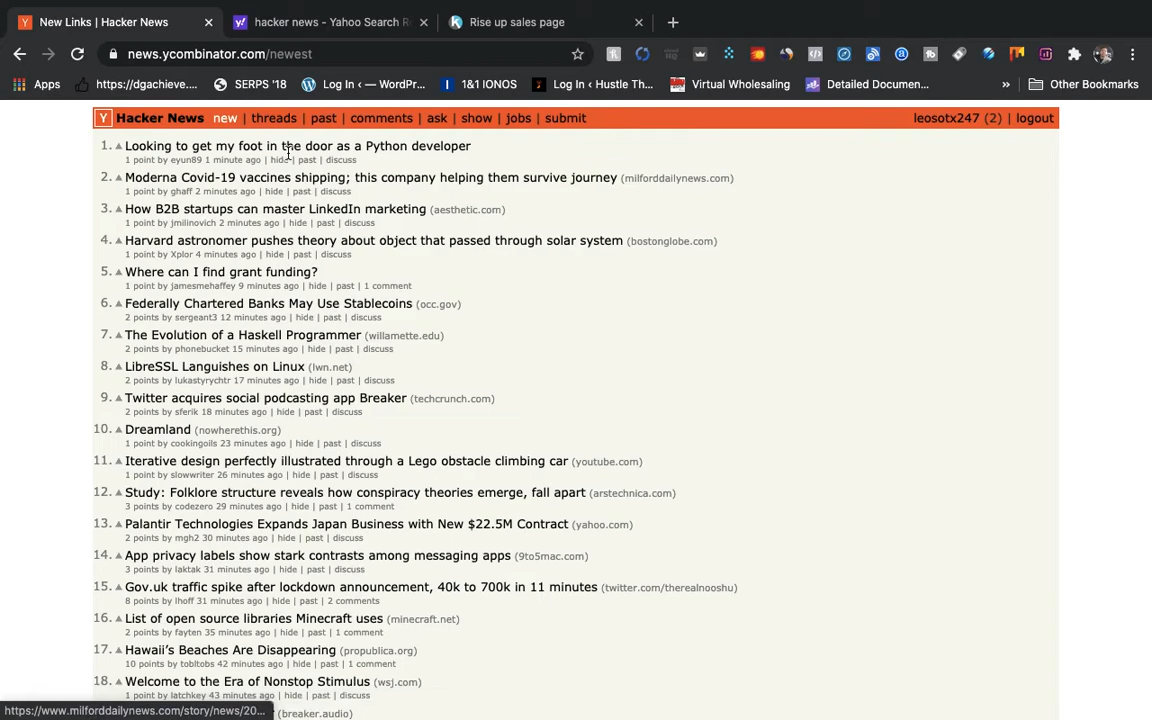 New Links | Hacker News
hacker news - Yahoo Search Re
Rise up sales page
news.ycombinator.com/newest
Apps
https://dgachieve....
SERPS '18
Log In ‹ — WordPr...
1&1 IONOS
Log In ‹ Hustle Th...
Virtual Wholesaling
Detailed Documen...
»
Other Bookmarks
Y Hacker News new | threads | past | comments | ask | show | jobs | submit
leosotx247 (2) | logout
1. Looking to get my foot in the door as a Python developer
1 point by eyun89 1 minute ago | hide | past | discuss
2. Moderna Covid-19 vaccines shipping; this company helping them survive journey (milforddailynews.com)
1 point by ghaff 2 minutes ago | hide | past | discuss
3. How B2B startups can master LinkedIn marketing (aesthetic.com)
1 point by jmilinovich 2 minutes ago | hide | past | discuss
4. Harvard astronomer pushes theory about object that passed through solar system (bostonglobe.com)
1 point by Xplor 4 minutes ago | hide | past | discuss
5. Where can I find grant funding?
1 point by jamesmehaffey 9 minutes ago | hide | past | 1 comment
6. Federally Chartered Banks May Use Stablecoins (occ.gov)
2 points by sergeant3 12 minutes ago | hide | past | discuss
7. The Evolution of a Haskell Programmer (willamette.edu)
2 points by phonebucket 15 minutes ago | hide | past | discuss
8. LibreSSL Languishes on Linux (lwn.net)
2 points by lukastyrychtr 17 minutes ago | hide | past | discuss
9. Twitter acquires social podcasting app Breaker (techcrunch.com)
2 points by sferik 18 minutes ago | hide | past | discuss
10. Dreamland (nowherethis.org)
1 point by cookingoils 23 minutes ago | hide | past | discuss
11. Iterative design perfectly illustrated through a Lego obstacle climbing car (youtube.com)
1 point by slowwriter 26 minutes ago | hide | past | discuss
12. Study: Folklore structure reveals how conspiracy theories emerge, fall apart (arstechnica.com)
3 points by codezero 29 minutes ago | hide | past | 1 comment
13. Palantir Technologies Expands Japan Business with New $22.5M Contract (yahoo.com)
2 points by mgh2 30 minutes ago | hide | past | discuss
14. App privacy labels show stark contrasts among messaging apps (9to5mac.com)
3 points by laktak 31 minutes ago | hide | past | discuss
15. Gov.uk traffic spike after lockdown announcement, 40k to 700k in 11 minutes (twitter.com/therealnooshu)
8 points by lhoff 31 minutes ago | hide | past | 2 comments
16. List of open source libraries Minecraft uses (minecraft.net)
2 points by fayten 35 minutes ago | hide | past | 1 comment
17. Hawaii's Beaches Are Disappearing (propublica.org)
10 points by tobltobs 42 minutes ago | hide | past | 1 comment
18. Welcome to the Era of Nonstop Stimulus (wsj.com)
1 point by latchkey 43 minutes ago | hide | past | discuss
https://www.milforddailynews.com/story/news/20...
(breaker.audio)